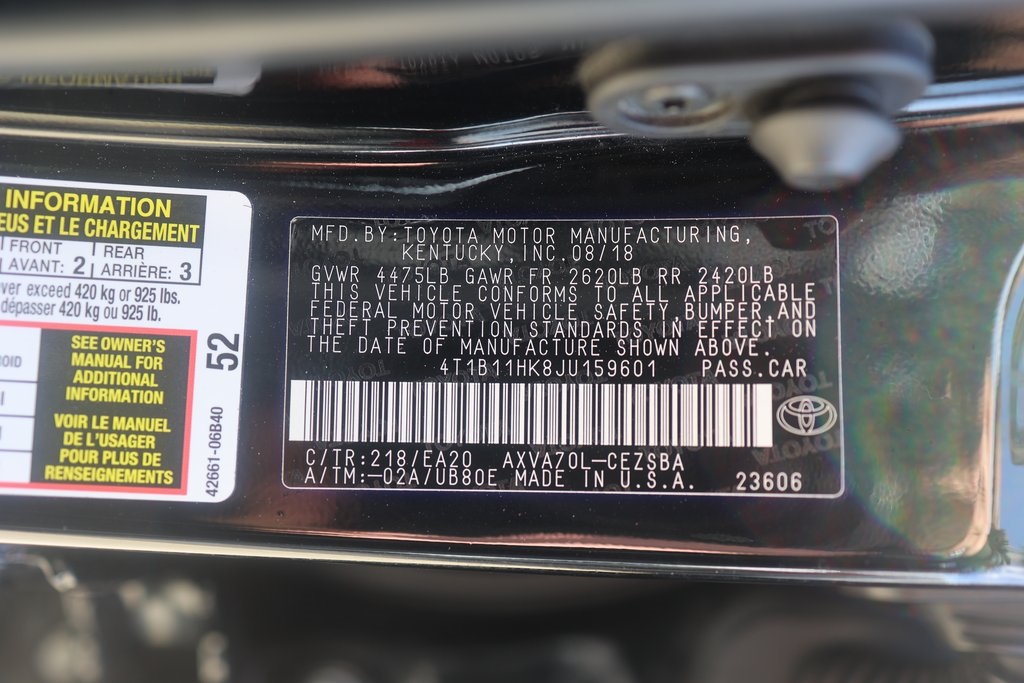 INFORMATION
EUS ET LE CHARGEMENT
FRONT
AVANT: 2
REAR
ARRIÈRE: 3
ver exceed 420 kg or 925 lbs.
dépasser 420 kg ou 925 lb.
SEE OWNER'S
MANUAL FOR
ADDITIONAL
INFORMATION
VOIR LE MANUEL
DE L'USAGER
POUR PLUS DE
RENSEIGNEMENTS
52
42661-06B40
MFD.BY:TOYOTA MOTOR MANUFACTURING,
KENTUCKY,INC.08/18
GVWR 4475LB GAWR FR 2620LB RR 2420LB
THIS VEHICLE CONFORMS TO ALL APPLICABLE
FEDERAL MOTOR VEHICLE SAFETY,BUMPER,AND
THEFT PREVENTION STANDARDS IN EFFECT ON
THE DATE OF MANUFACTURE SHOWN ABOVE.
4T1B11HK8JU159601 PASS.CAR
C/TR:218/EA20 AXVA70L-CEZSBA
A/TM:-02A/UB80E MADE IN U.S.A. 23606